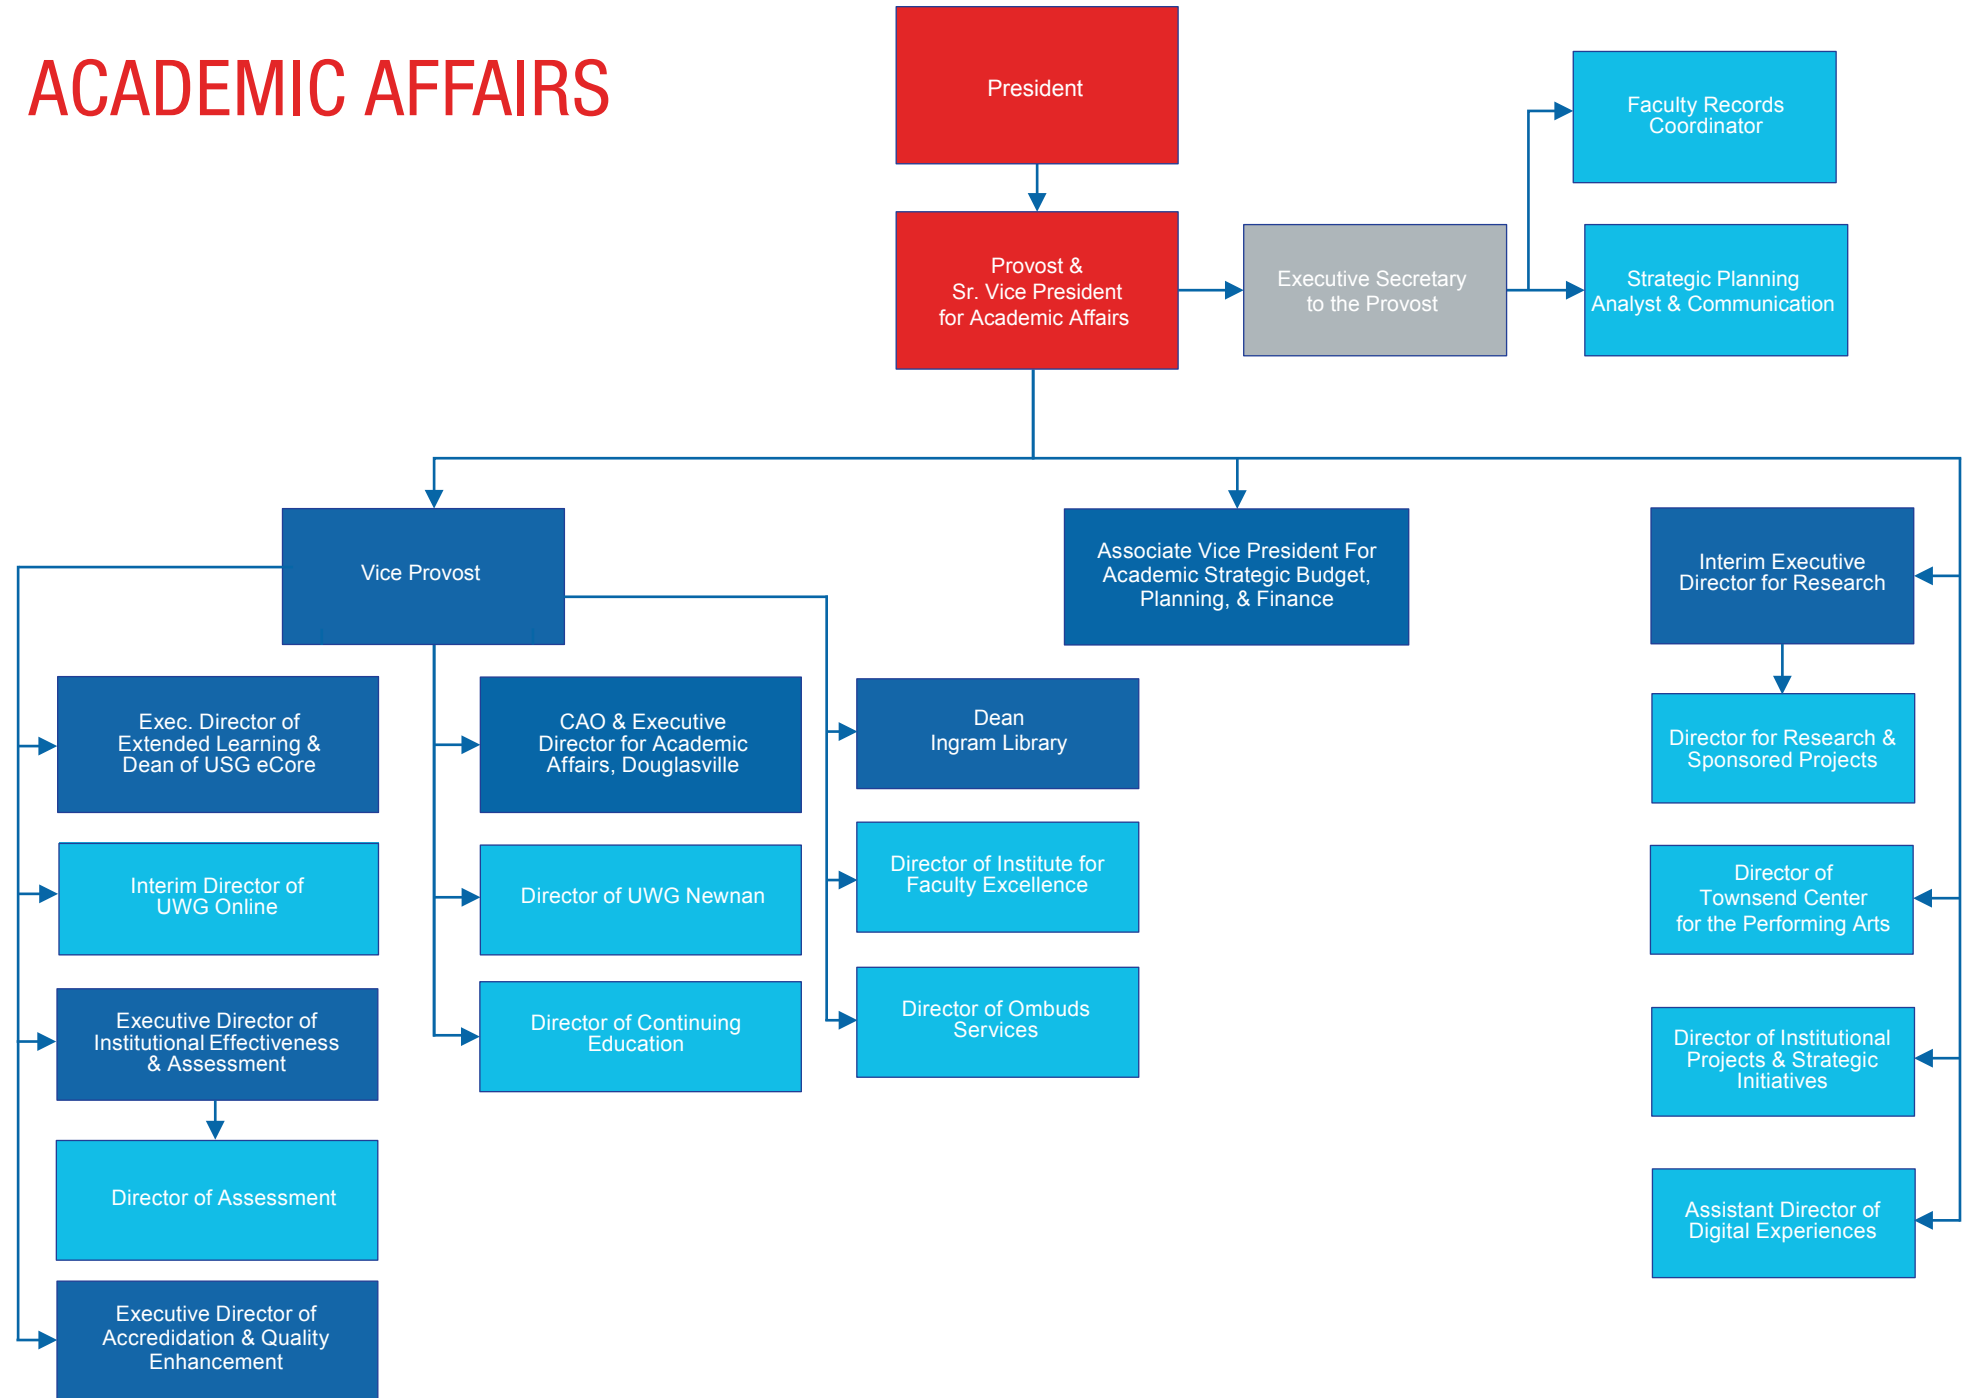 ACADEMIC AFFAIRS
President
Faculty Records
Coordinator
Provost &
Sr. Vice President
for Academic Affairs
Executive Secretary
to the Provost
Strategic Planning
Analyst & Communication
Vice Provost
Associate Vice President For
Academic Strategic Budget,
Planning, & Finance
Interim Executive
Director for Research
Exec. Director of
Extended Learning &
Dean of USG eCore
CAO & Executive
Director for Academic
Affairs, Douglasville
Dean
Ingram Library
Director for Research &
Sponsored Projects
Interim Director of
UWG Online
Director of UWG Newnan
Director of Institute for
Faculty Excellence
Director of
Townsend Center
for the Performing Arts
Executive Director of
Institutional Effectiveness
& Assessment
Director of Continuing
Education
Director of Ombuds
Services
Director of Institutional
Projects & Strategic
Initiatives
Director of Assessment
Assistant Director of
Digital Experiences
Executive Director of
Accredidation & Quality
Enhancement